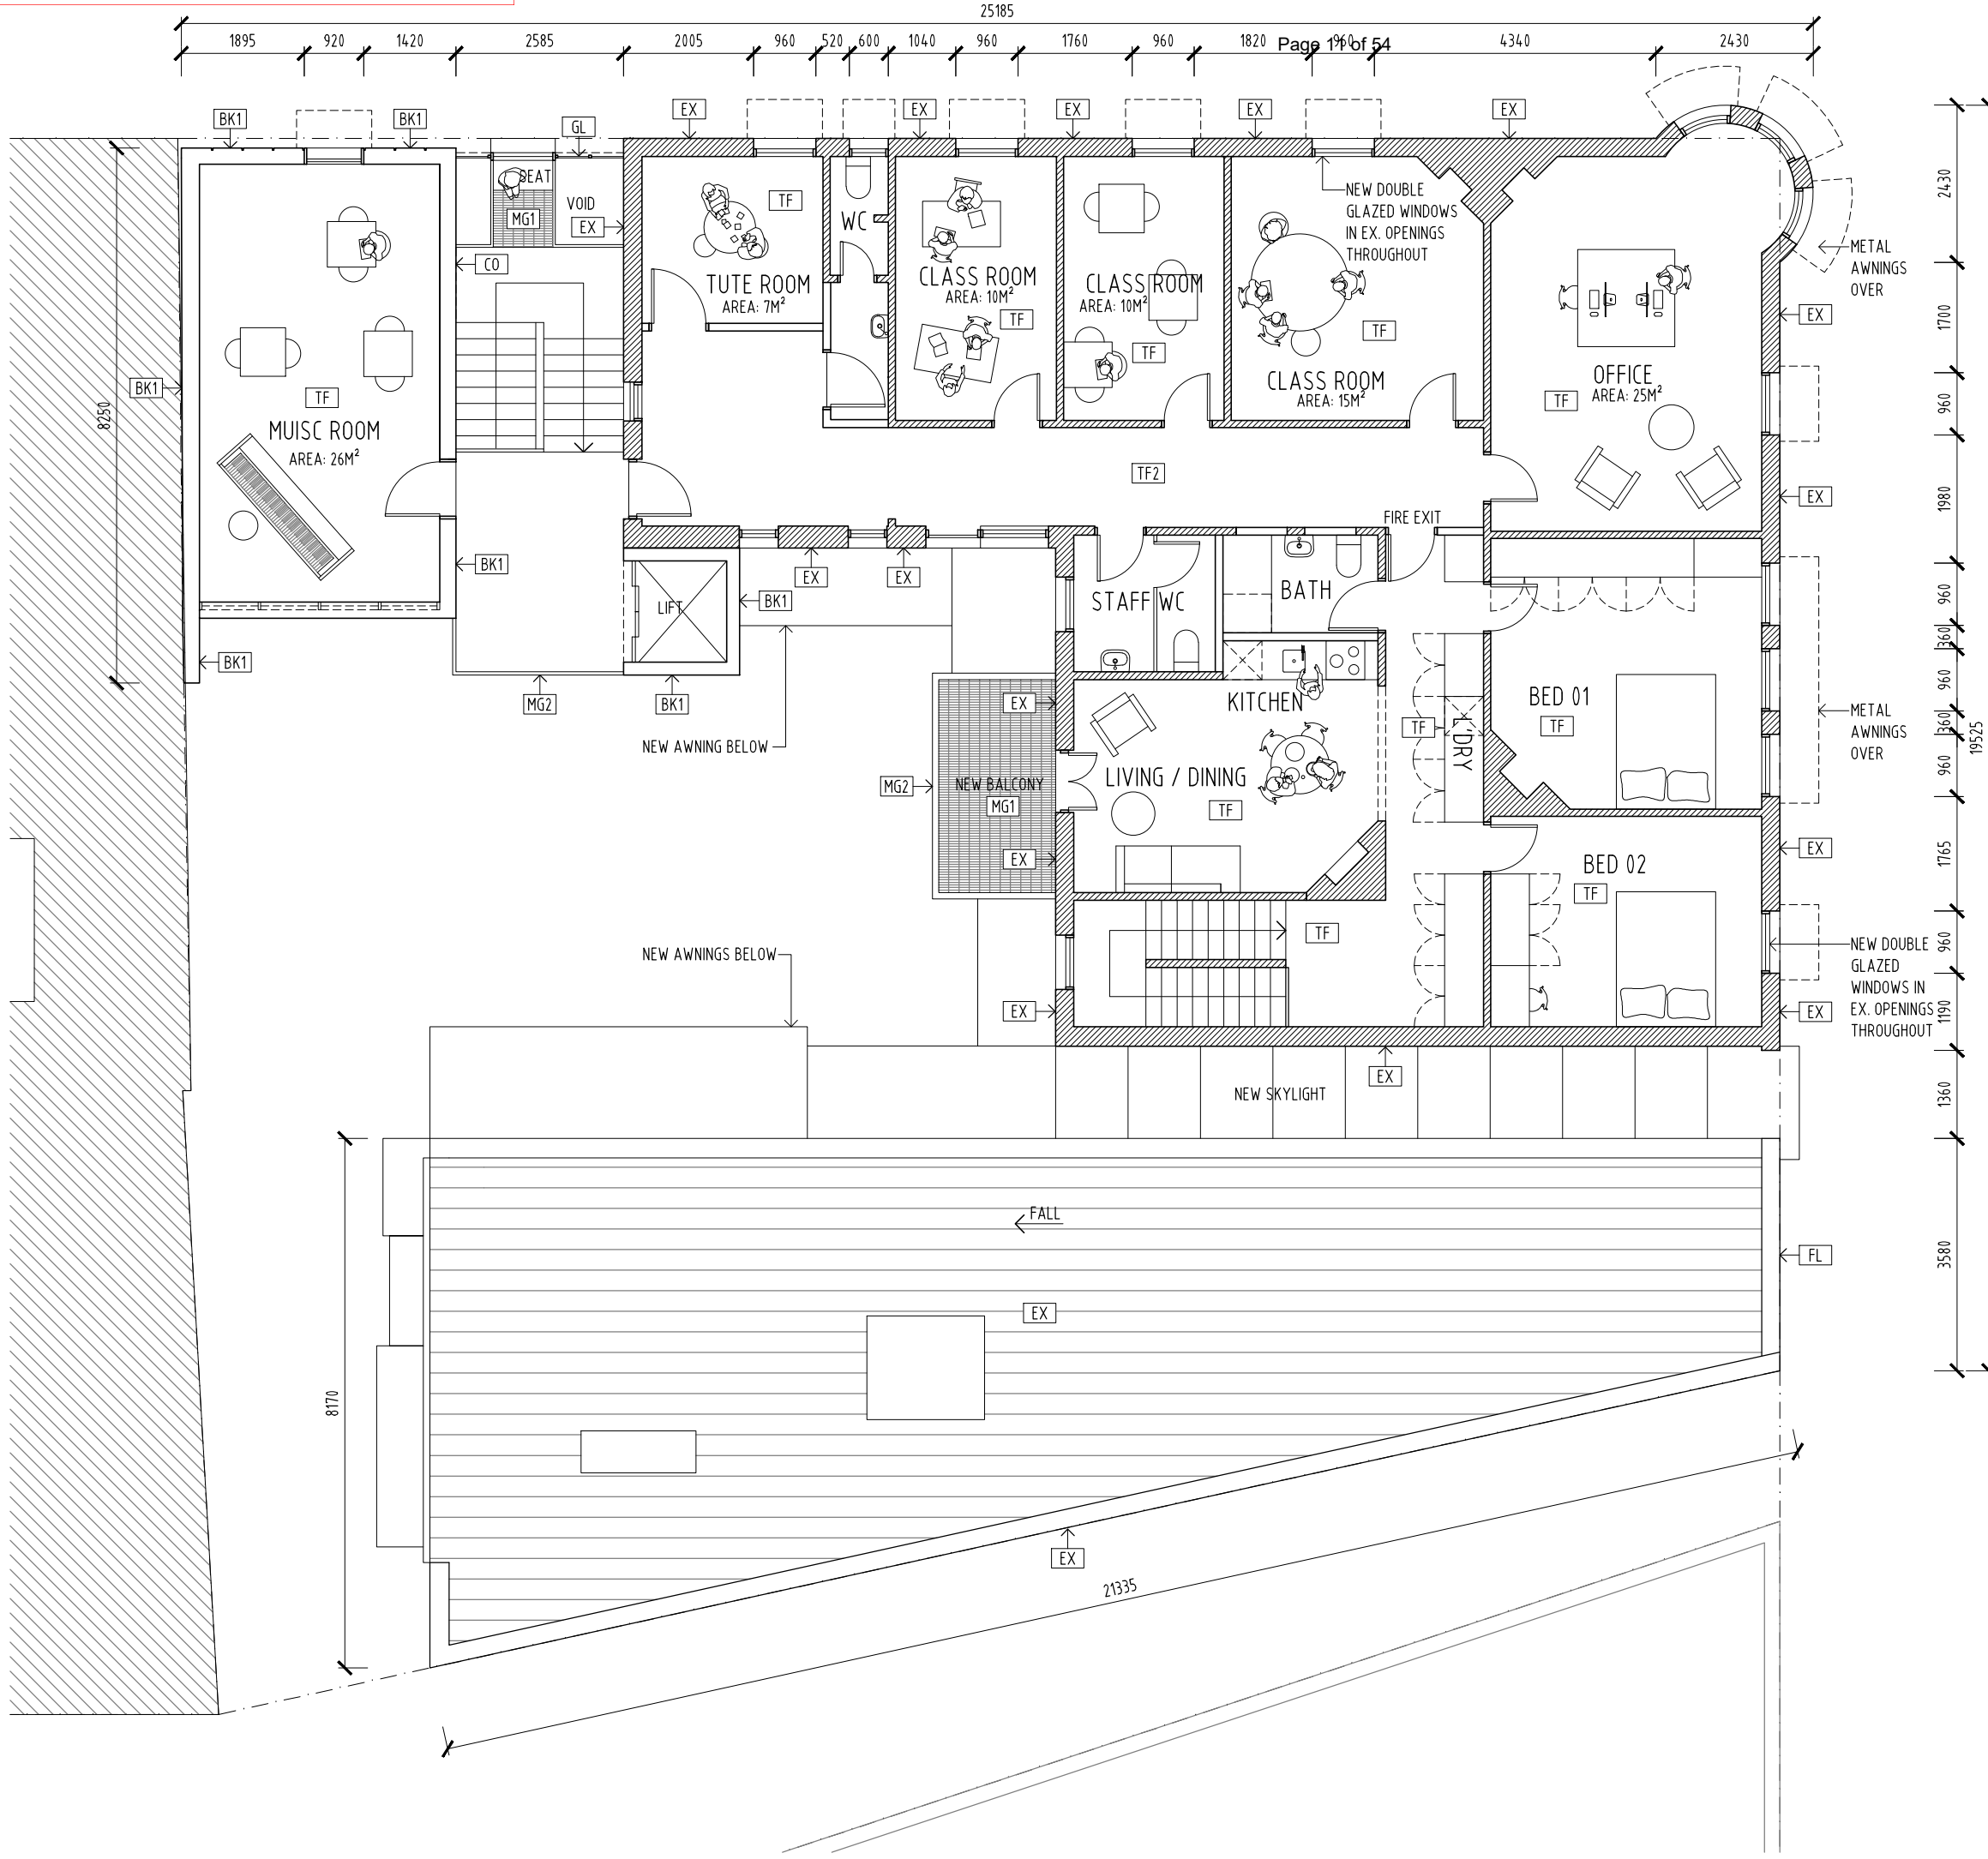 25185
1895 920 1420 2585 2005 960 520 600 1040 960 1760 960 1820 960 4340 2430
Page 11 of 54
BK1 BK1 GL EX EX EX EX EX
SEAT
MG1
VOID
EX
CO
TF
WC
TUTE ROOM
AREA: 7M²
CLASS ROOM
AREA: 10M²
TF
CLASS ROOM
AREA: 10M²
TF
NEW DOUBLE
GLAZED WINDOWS
IN EX. OPENINGS
THROUGHOUT
TF
CLASS ROOM
AREA: 15M²
OFFICE
AREA: 25M²
TF
METAL
AWNINGS
OVER
EX
EX
BK1
8250
TF
MUISC ROOM
AREA: 26M²
BK1
BK1
TF2
FIRE EXIT
LIFT
BK1
EX
EX
MG2
BK1
NEW AWNING BELOW
STAFF WC
BATH
KITCHEN
EX
LIVING / DINING
TF
MG2
NEW BALCONY
MG1
EX
TF
L'DRY
BED 01
TF
METAL
AWNINGS
OVER
EX
BED 02
TF
TF
NEW AWNINGS BELOW
EX
NEW DOUBLE
GLAZED
WINDOWS IN
EX. OPENINGS
THROUGHOUT
EX
EX
NEW SKYLIGHT
FALL
FL
EX
8170
EX
21335
2430
1700
960
1980
960
360
960
360
960
1765
960
1190
1360
3580
19525